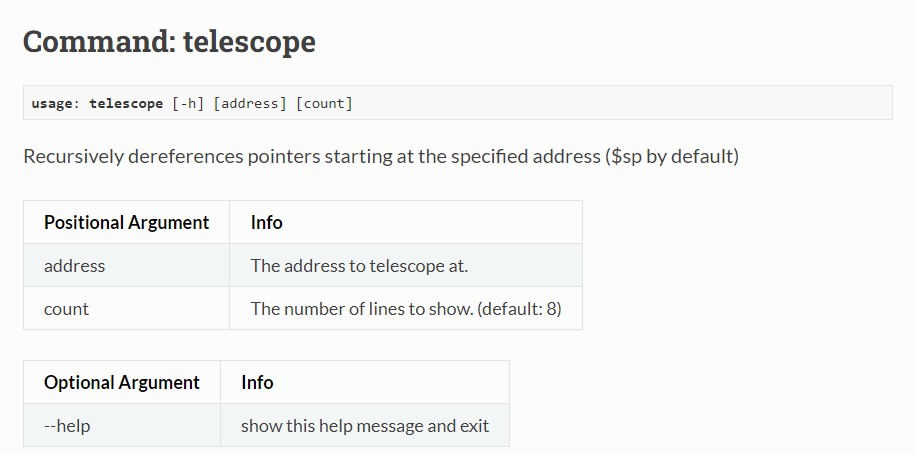 Command: telescope
usage: telescope [-h] [address] [count]
Recursively dereferences pointers starting at the specified address ($sp by default)
Positional Argument Info
address The address to telescope at.
count The number of lines to show. (default: 8)
Optional Argument Info
--help show this help message and exit